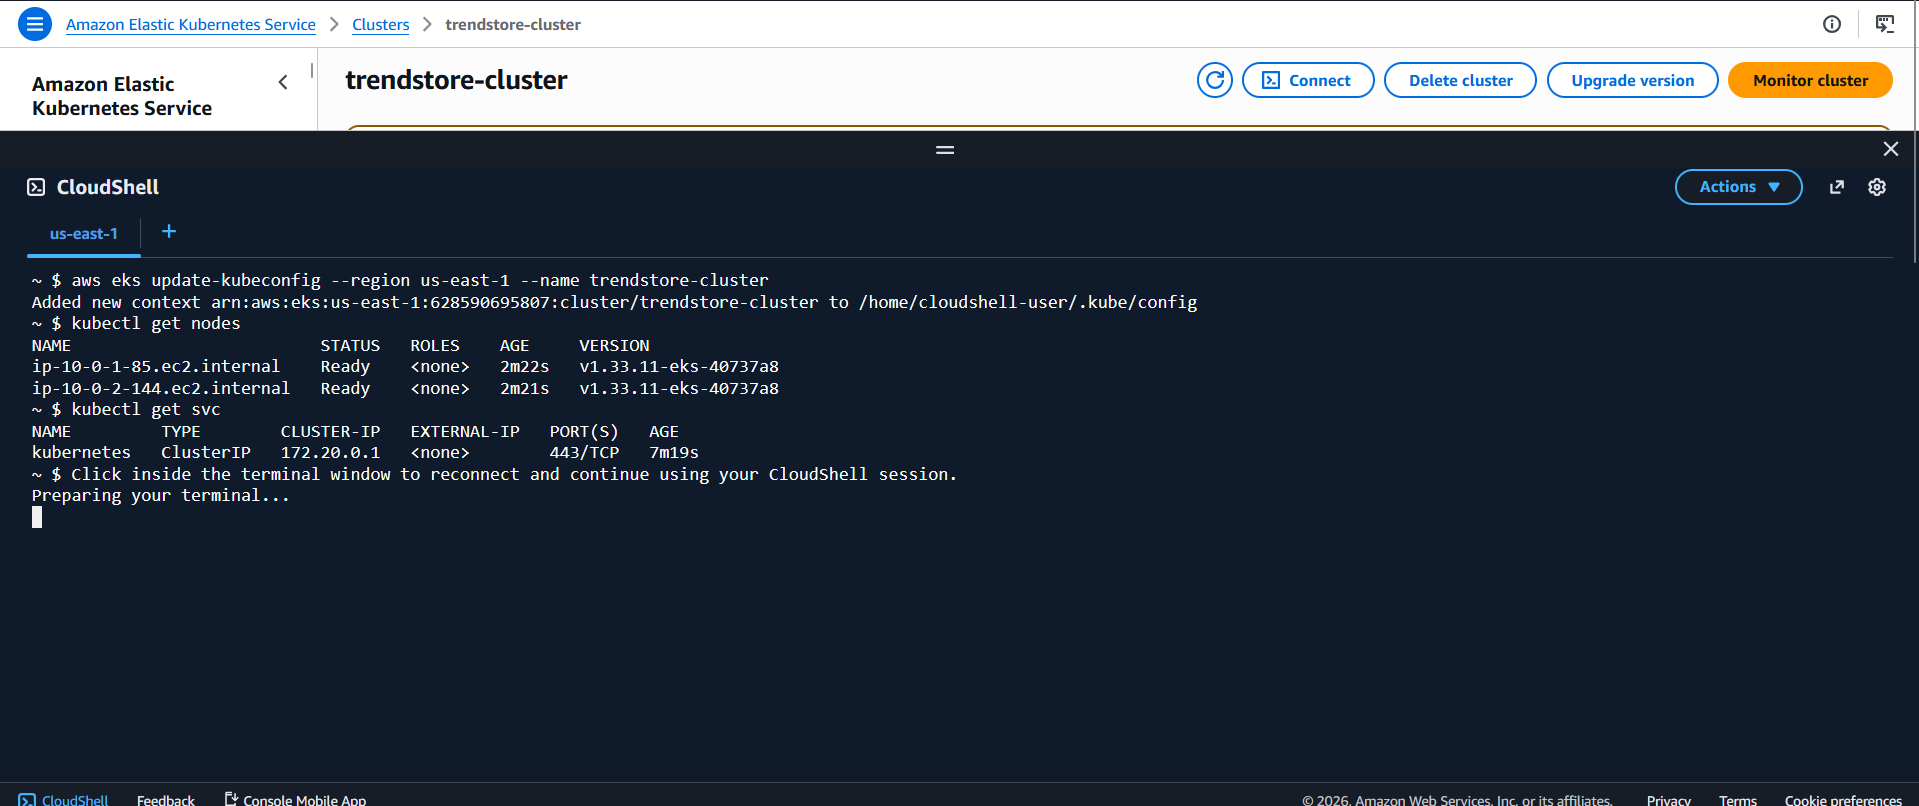 Amazon Elastic Kubernetes Service > Clusters > trendstore-cluster
Amazon Elastic
Kubernetes Service
trendstore-cluster
Connect
Delete cluster
Upgrade version
Monitor cluster
CloudShell
Actions
us-east-1
+
~ $ aws eks update-kubeconfig --region us-east-1 --name trendstore-cluster
Added new context arn:aws:eks:us-east-1:628590695807:cluster/trendstore-cluster to /home/cloudshell-user/.kube/config
~ $ kubectl get nodes
NAME                         STATUS   ROLES    AGE     VERSION
ip-10-0-1-85.ec2.internal    Ready    <none>   2m22s   v1.33.11-eks-40737a8
ip-10-0-2-144.ec2.internal   Ready    <none>   2m21s   v1.33.11-eks-40737a8
~ $ kubectl get svc
NAME         TYPE        CLUSTER-IP   EXTERNAL-IP   PORT(S)   AGE
kubernetes   ClusterIP   172.20.0.1   <none>        443/TCP   7m19s
~ $ Click inside the terminal window to reconnect and continue using your CloudShell session.
Preparing your terminal...
CloudShell
Feedback
Console Mobile App
© 2026, Amazon Web Services, Inc. or its affiliates.
Privacy
Terms
Cookie preferences